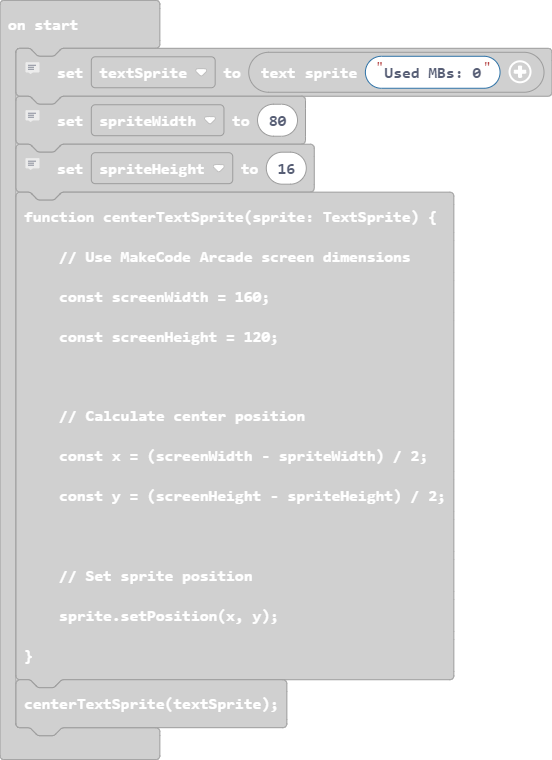 on start
set textSprite to text sprite "Used MBs: 0"
set spriteWidth to 80
set spriteHeight to 16
function centerTextSprite(sprite: TextSprite) {
// Use MakeCode Arcade screen dimensions
const screenWidth = 160;
const screenHeight = 120;
// Calculate center position
const x = (screenWidth - spriteWidth) / 2;
const y = (screenHeight - spriteHeight) / 2;
// Set sprite position
sprite.setPosition(x, y);
}
centerTextSprite(textSprite);